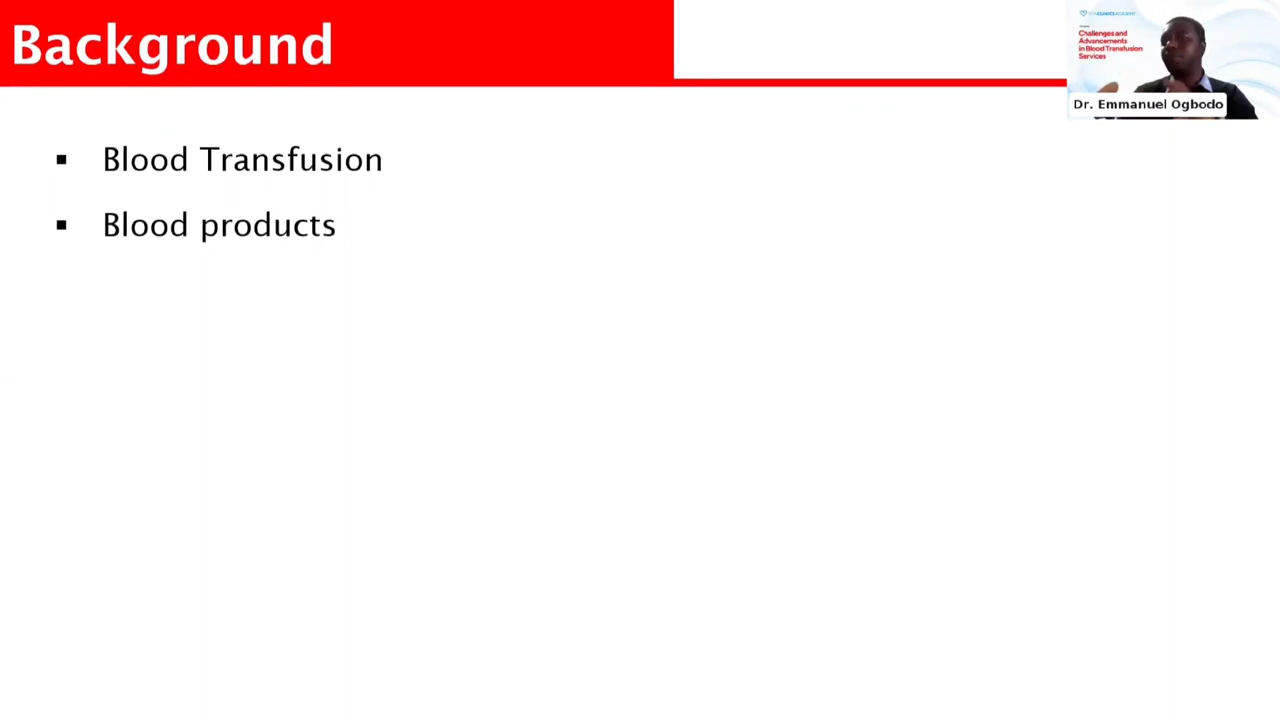 Background
Challenges and
Advancements
in Blood Transfusion
Services
Dr. Emmanuel Ogbodo
▪ Blood Transfusion
▪ Blood products